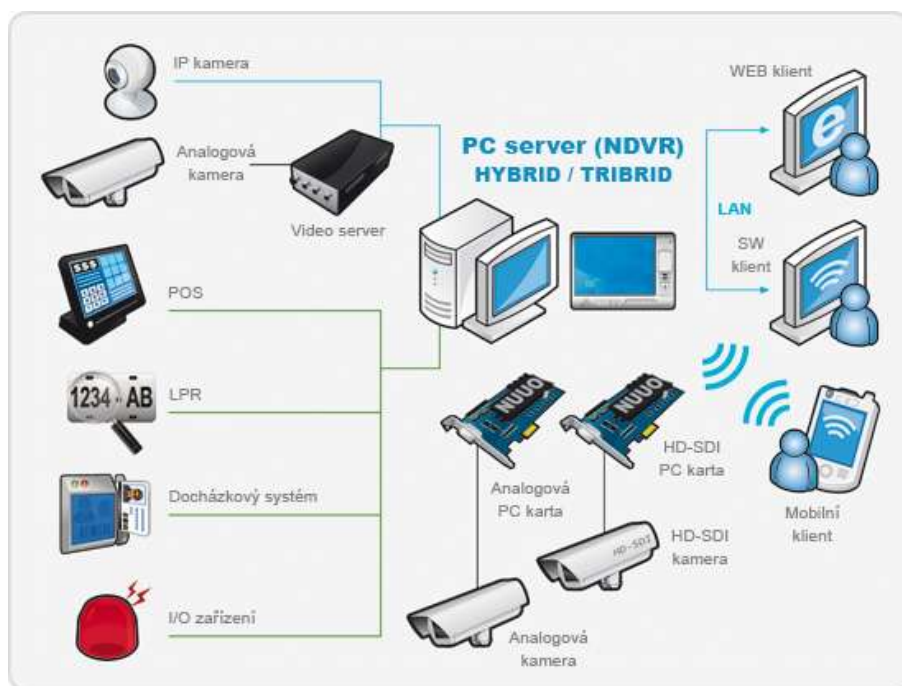 IP kamera
WEB klient
Analogová
kamera
Video server
PC server (NDVR)
HYBRID / TRIBRID
LAN
SW
klient
POS
$$$
LPR
1234 AB
NUUO
NUUO
HD-SDI
PC karta
Analogová
PC karta
Docházkový systém
Mobilní
klient
HD-SDI
HD-SDI
kamera
I/O zařízení
Analogová
kamera